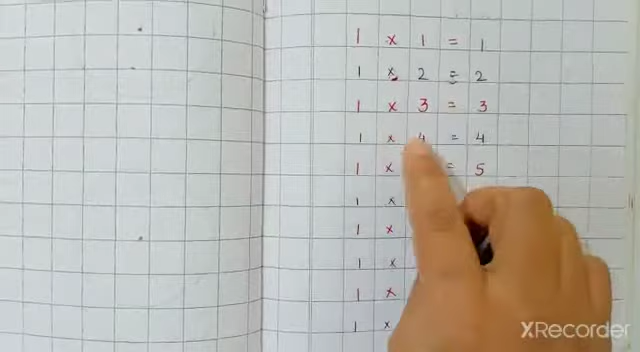 1 × 1 = 1
1 × 2 = 2
1 × 3 = 3
1 × 4 = 4
1 × = 5
1 ×
1 ×
1 ×
1 ×
1 ×
XRecorder